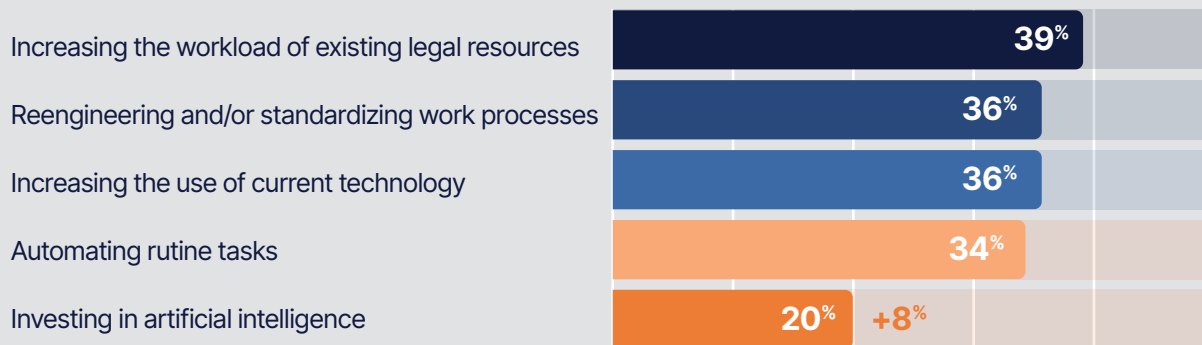 Increasing the workload of existing legal resources 39%
Reengineering and/or standardizing work processes 36%
Increasing the use of current technology 36%
Automating rutine tasks 34%
Investing in artificial intelligence 20% +8%